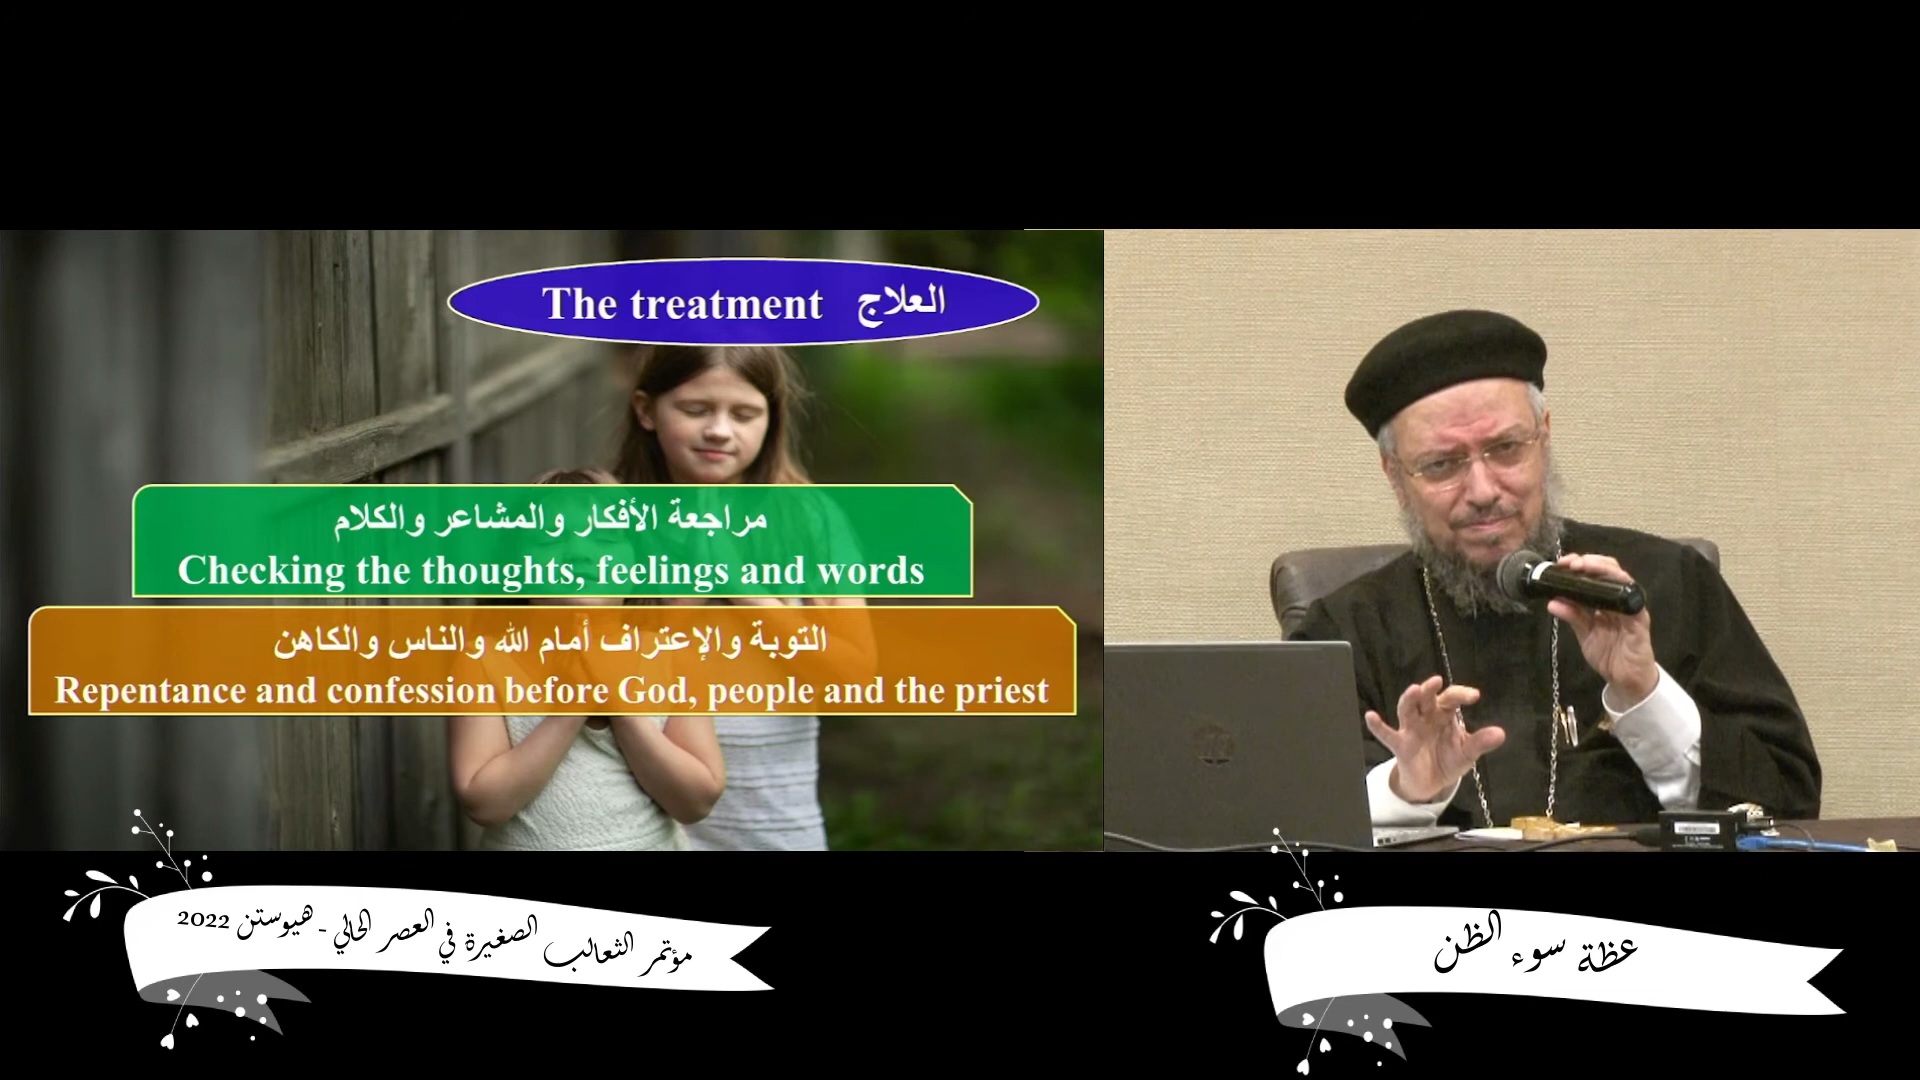 The treatment العلاج
مراجعة الأفكار والمشاعر والكلام
Checking the thoughts, feelings and words
التوبة والإعتراف أمام الله والناس والكاهن
Repentance and confession before God, people and the priest
مؤتمر الثعالب الصغيرة في العصر الحالي - هيوستن 2022
عظة سوء الظن